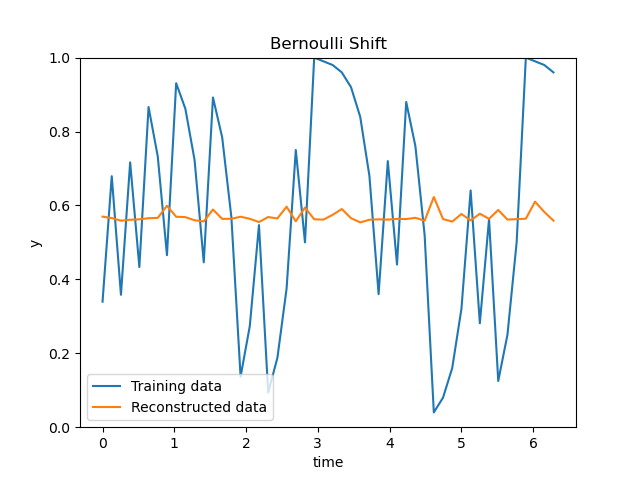 Bernoulli Shift
y
1.0
0.8
0.6
0.4
0.2
0.0
Training data
Reconstructed data
0 1 2 3 4 5 6
time